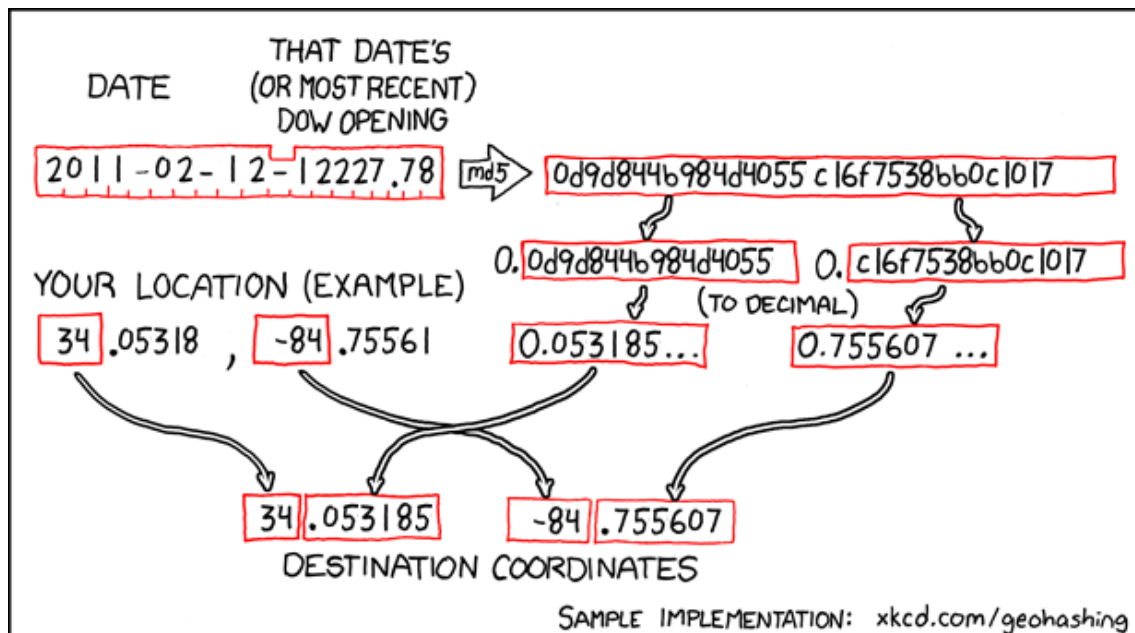 DATE
THAT DATE'S
(OR MOST RECENT)
DOW OPENING
2011-02-12-12227.78
md5
0d9d844b984d4055c16f7538bb0c1017
0.0d9d844b984d4055
0.c16f7538bb0c1017
(TO DECIMAL)
YOUR LOCATION (EXAMPLE)
34.05318, -84.75561
0.053185...
0.755607 ...
34.053185
-84.755607
DESTINATION COORDINATES
SAMPLE IMPLEMENTATION: xkcd.com/geohashing